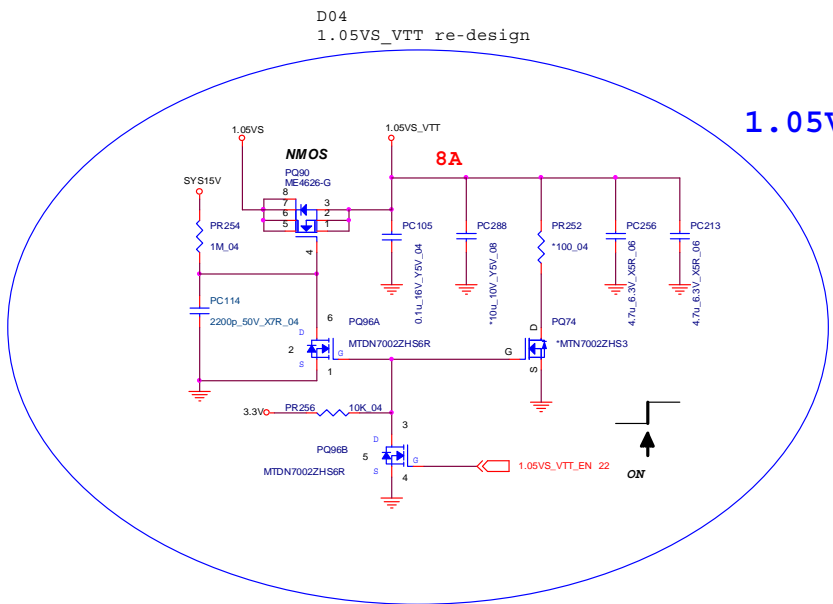 D04
1.05VS_VTT re-design
1.05V
1.05VS
1.05VS_VTT
NMOS
8A
PQ90
ME4626-G
SYS15V
8
7
6
5
3
2
1
4
PR254
1M_04
PC105
0.1u_16V_Y5V_04
PC288
*10u_10V_Y5V_08
PR252
*100_04
PC256
4.7u_6.3V_X5R_06
PC213
4.7u_6.3V_X5R_06
PC114
2200p_50V_X7R_04
6
PQ96A
MTDN7002ZHS6R
D
2
G
S
1
PQ74
*MTN7002ZHS3
D
G
S
3.3V
PR256
10K_04
3
PQ96B
MTDN7002ZHS6R
D
5
G
S
4
1.05VS_VTT_EN 22
ON